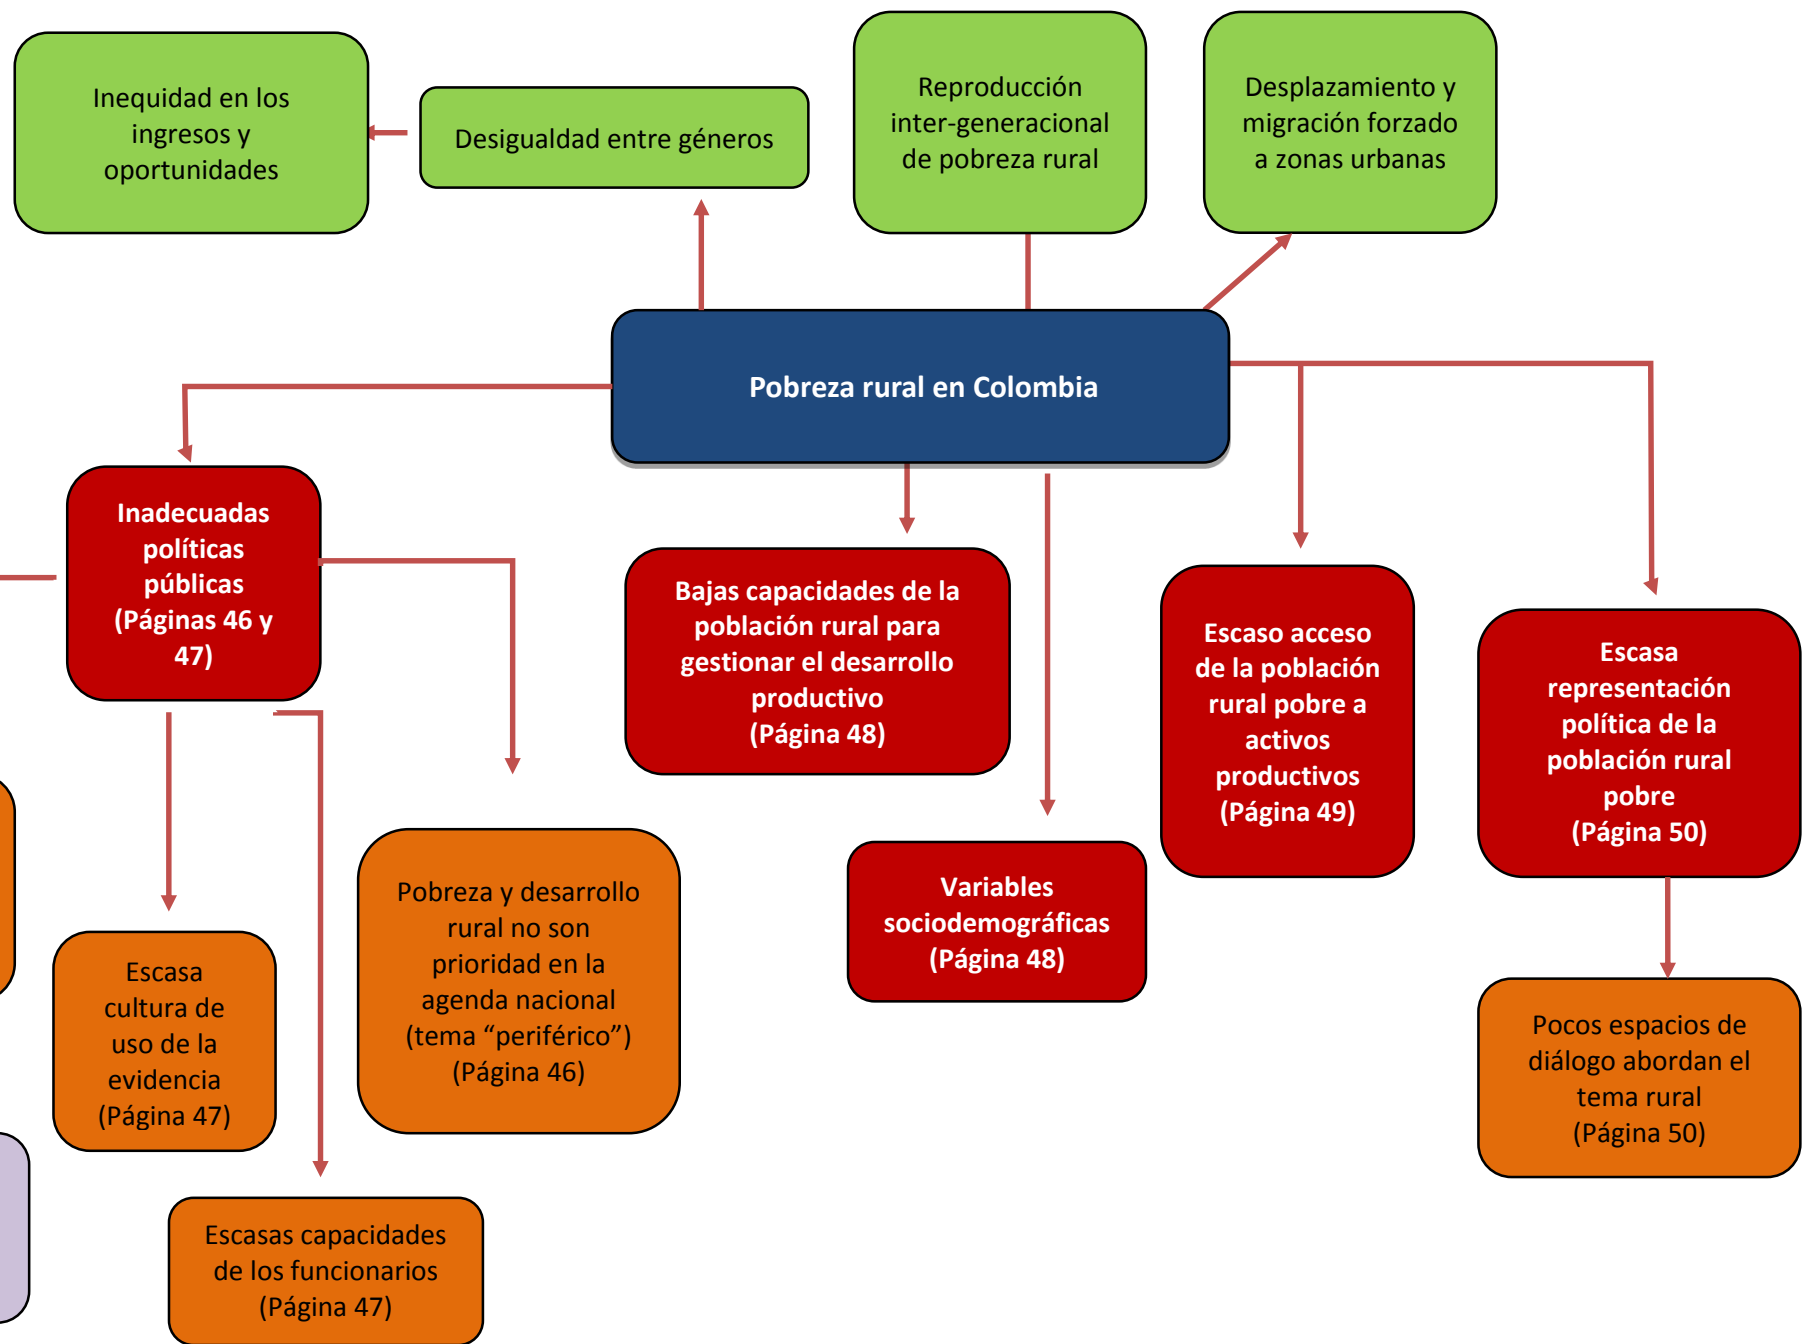 Inequidad en los
ingresos y
oportunidades
Desigualdad entre géneros
Reproducción
inter-generacional
de pobreza rural
Desplazamiento y
migración forzado
a zonas urbanas
Pobreza rural en Colombia
Inadecuadas
políticas
públicas
(Páginas 46 y
47)
Bajas capacidades de la
población rural para
gestionar el desarrollo
productivo
(Página 48)
Escaso acceso
de la población
rural pobre a
activos
productivos
(Página 49)
Escasa
representación
política de la
población rural
pobre
(Página 50)
Variables
sociodemográficas
(Página 48)
Pobreza y desarrollo
rural no son
prioridad en la
agenda nacional
(tema “periférico”)
(Página 46)
Escasa
cultura de
uso de la
evidencia
(Página 47)
Pocos espacios de
diálogo abordan el
tema rural
(Página 50)
Escasas capacidades
de los funcionarios
(Página 47)